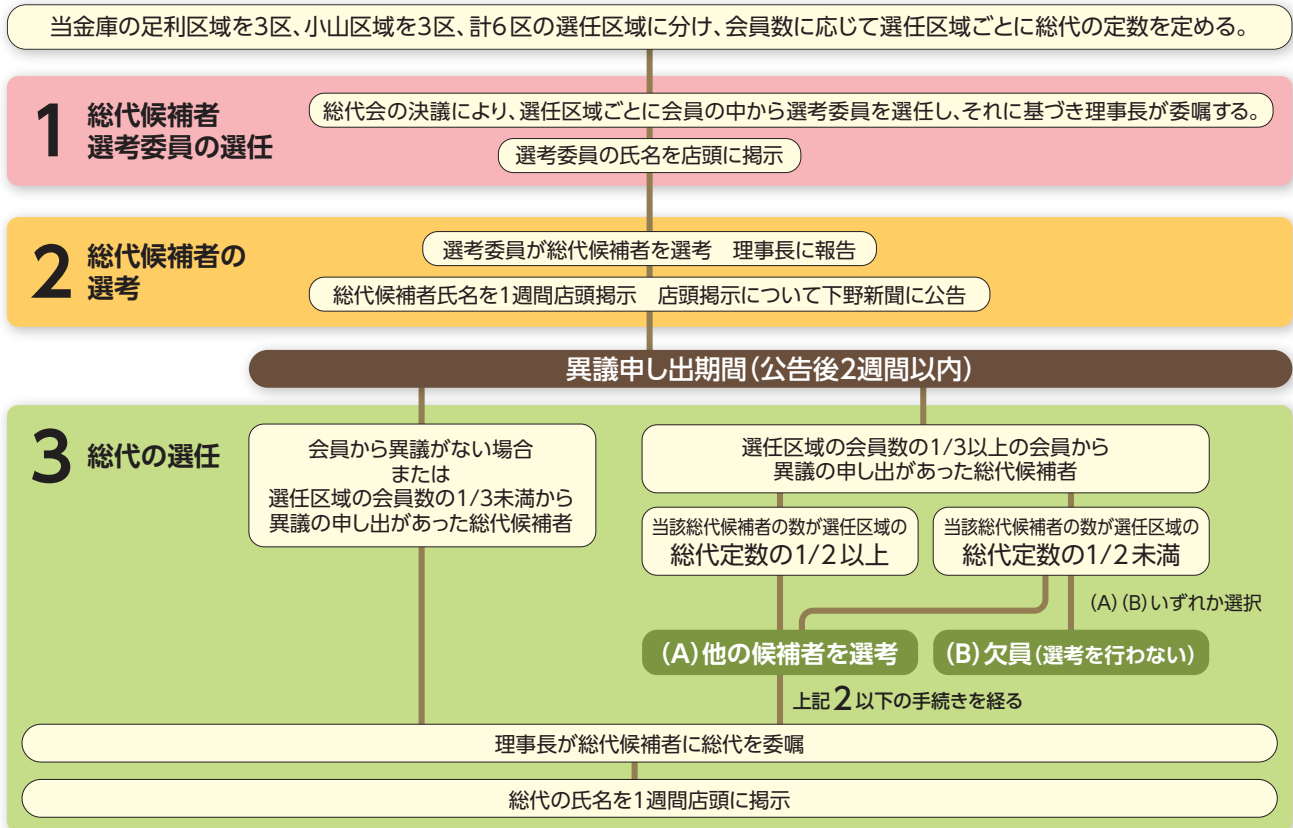 当金庫の足利区域を3区、小山区域を3区、計6区の選任区域に分け、会員数に応じて選任区域ごとに総代の定数を定める。
1 総代候補者
選考委員の選任
総代会の決議により、選任区域ごとに会員の中から選考委員を選任し、それに基づき理事長が委嘱する。
選考委員の氏名を店頭に掲示
2 総代候補者の
選考
選考委員が総代候補者を選考　理事長に報告
総代候補者氏名を1週間店頭掲示　店頭掲示について下野新聞に公告
異議申し出期間(公告後2週間以内)
3 総代の選任
会員から異議がない場合
または
選任区域の会員数の1/3未満から
異議の申し出があった総代候補者
選任区域の会員数の1/3以上の会員から
異議の申し出があった総代候補者
当該総代候補者の数が選任区域の
総代定数の1/2以上
当該総代候補者の数が選任区域の
総代定数の1/2未満
(A)(B)いずれか選択
(A)他の候補者を選考
(B)欠員(選考を行わない)
上記2以下の手続きを経る
理事長が総代候補者に総代を委嘱
総代の氏名を1週間店頭に掲示